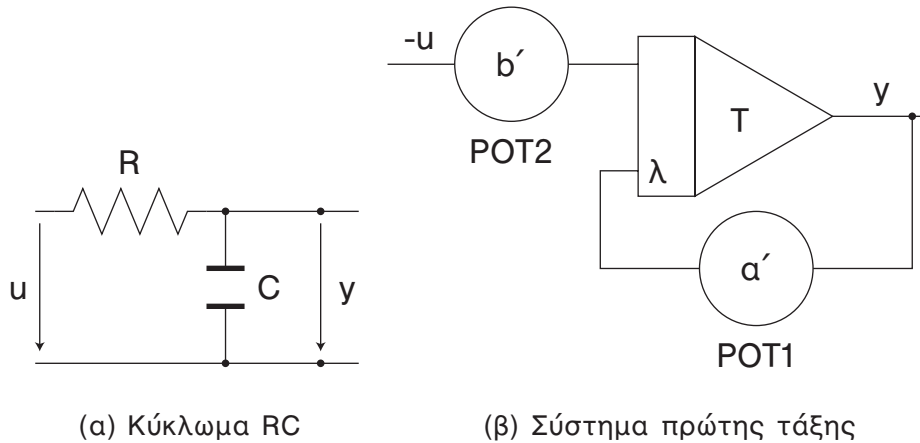 -u
b′
POT2
λ
T
y
a′
POT1
R
C
u
y
(α) Κύκλωμα RC
(β) Σύστημα πρώτης τάξης